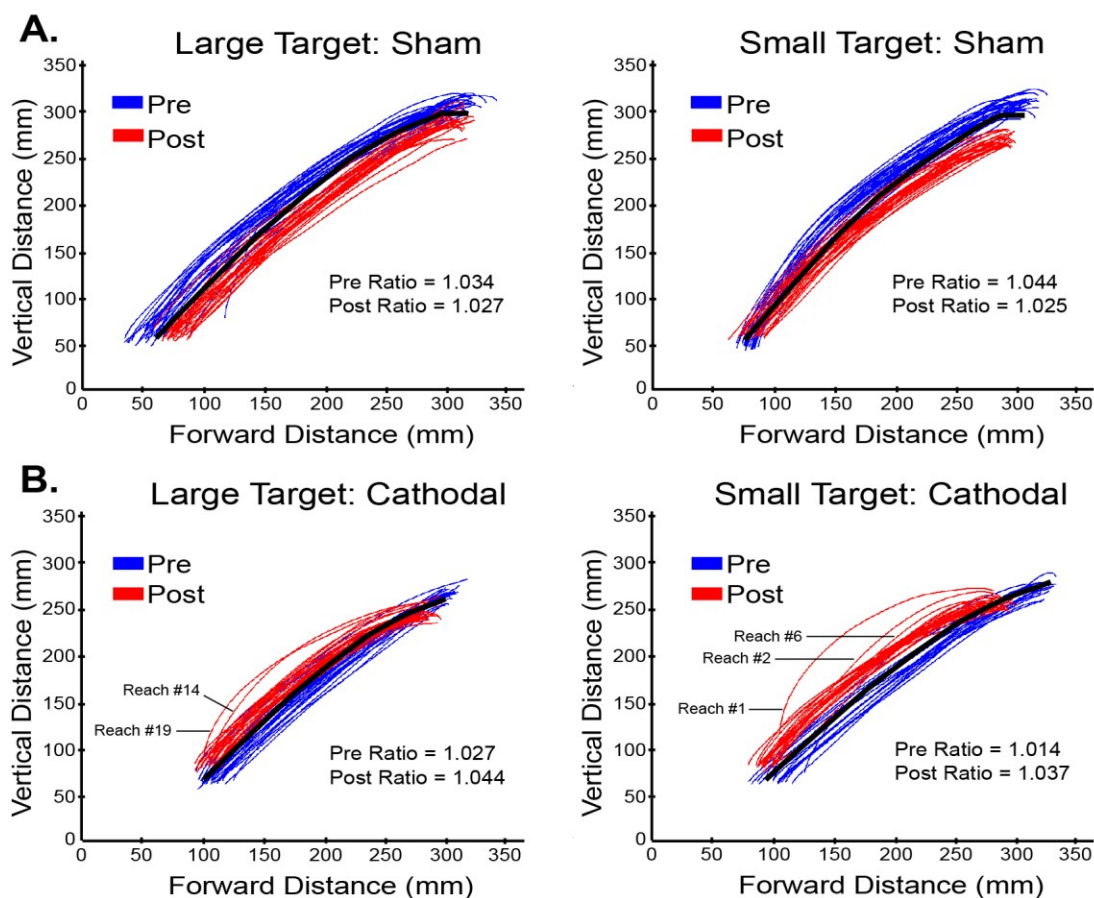 A.
Large Target: Sham
350
300
250
200
150
100
50
0
Vertical Distance (mm)
Pre
Post
Pre Ratio = 1.034
Post Ratio = 1.027
0 50 100 150 200 250 300 350
Forward Distance (mm)
Small Target: Sham
350
300
250
200
150
100
50
0
Vertical Distance (mm)
Pre
Post
Pre Ratio = 1.044
Post Ratio = 1.025
0 50 100 150 200 250 300 350
Forward Distance (mm)
B.
Large Target: Cathodal
350
300
250
200
150
100
50
0
Vertical Distance (mm)
Pre
Post
Reach #14
Reach #19
Pre Ratio = 1.027
Post Ratio = 1.044
0 50 100 150 200 250 300 350
Forward Distance (mm)
Small Target: Cathodal
350
300
250
200
150
100
50
0
Vertical Distance (mm)
Pre
Post
Reach #6
Reach #2
Reach #1
Pre Ratio = 1.014
Post Ratio = 1.037
0 50 100 150 200 250 300 350
Forward Distance (mm)